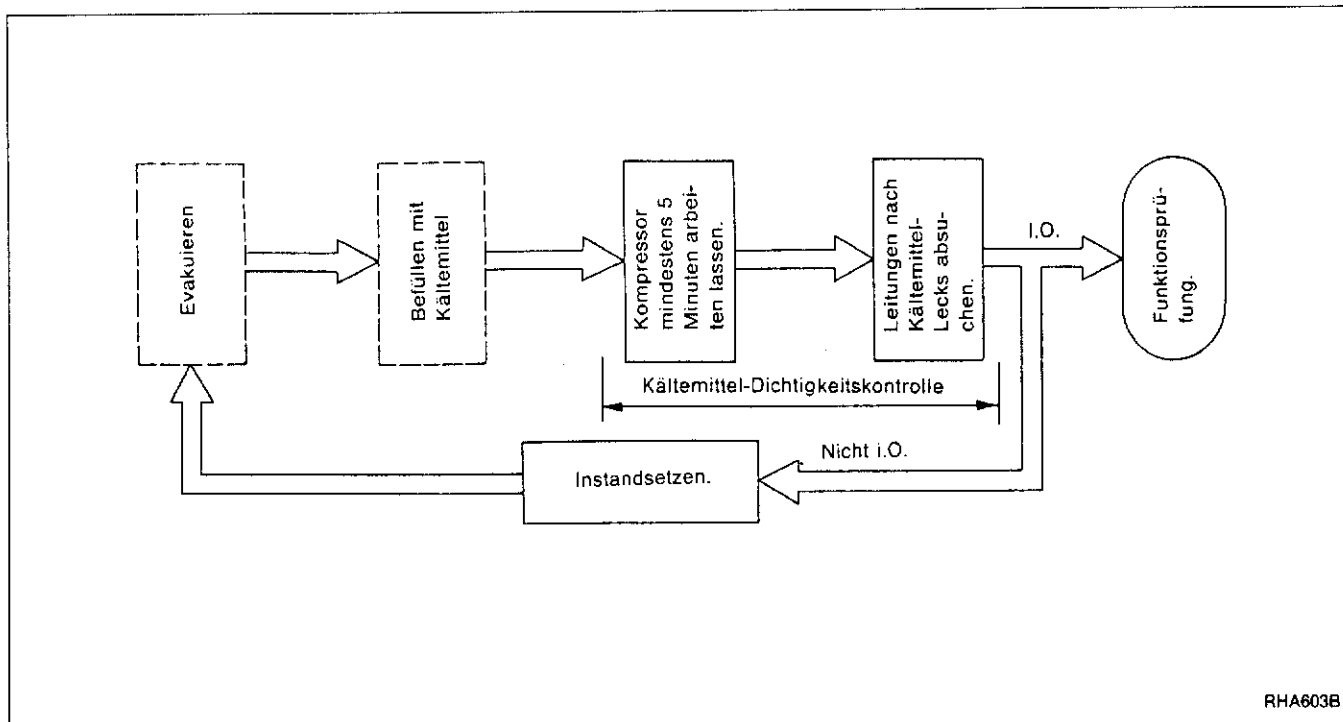 Evakuieren
Befüllen mit
Kältemittel
Kompressor
mindestens 5
Minuten arbei-
ten lassen.
Leitungen nach
Kältemittel-
Lecks absu-
chen.
I.O.
Funktionsprü-
fung.
Kältemittel-Dichtigkeitskontrolle
Nicht i.O.
Instandsetzen.
RHA603B